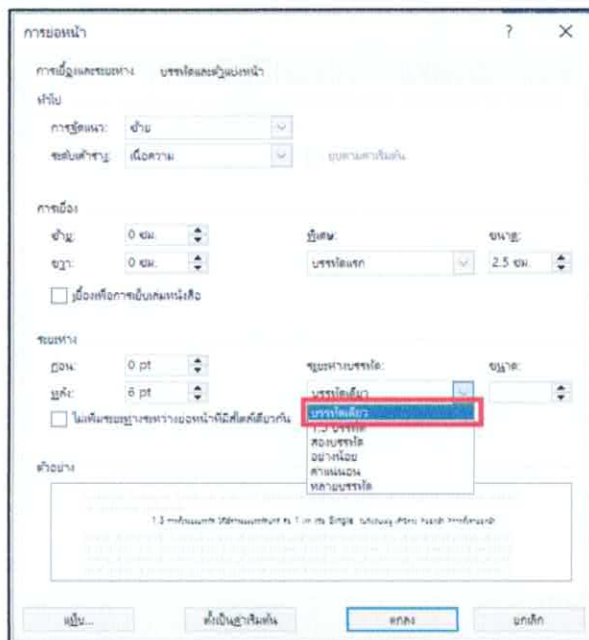 การย่อหน้า ? ×
การเยื้องและระยะห่าง บรรทัดและตัวแบ่งหน้า
ทั่วไป
การจัดแนว: ซ้าย
ระดับเค้าร่าง: เนื้อความ ยุบตามค่าเริ่มต้น
การเยื้อง
ซ้าย: 0 ซม. พิเศษ: ขนาด:
ขวา: 0 ซม. บรรทัดแรก 2.5 ซม.
เยื้องเพื่อการเย็บเล่มหนังสือ
ระยะห่าง
ก่อน: 0 pt ระยะห่างบรรทัด: ขนาด:
หลัง: 6 pt บรรทัดเดียว
บรรทัดเดียว
ไม่เพิ่มระยะห่างระหว่างย่อหน้าที่มีสไตล์เดียวกัน 1.5 บรรทัด
สองบรรทัด
อย่างน้อย
ค่าแน่นอน
หลายบรรทัด
ตัวอย่าง
แท็บ... ตั้งเป็นค่าเริ่มต้น ตกลง ยกเลิก